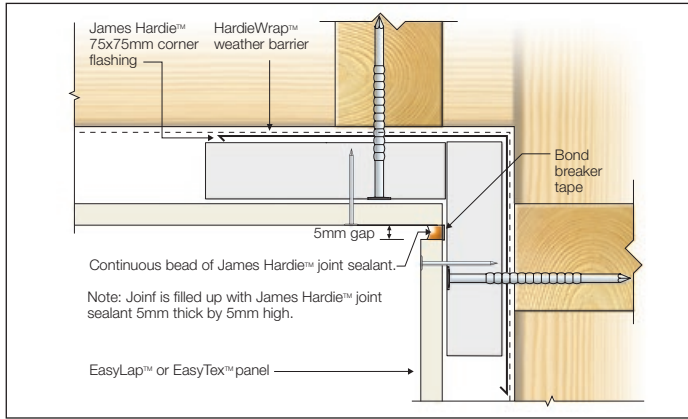 James Hardie™
75x75mm corner
flashing
HardieWrap™
weather barrier
Bond
breaker
tape
5mm gap
Continuous bead of James Hardie™ joint sealant.
Note: Joinf is filled up with James Hardie™ joint
sealant 5mm thick by 5mm high.
EasyLap™ or EasyTex™ panel